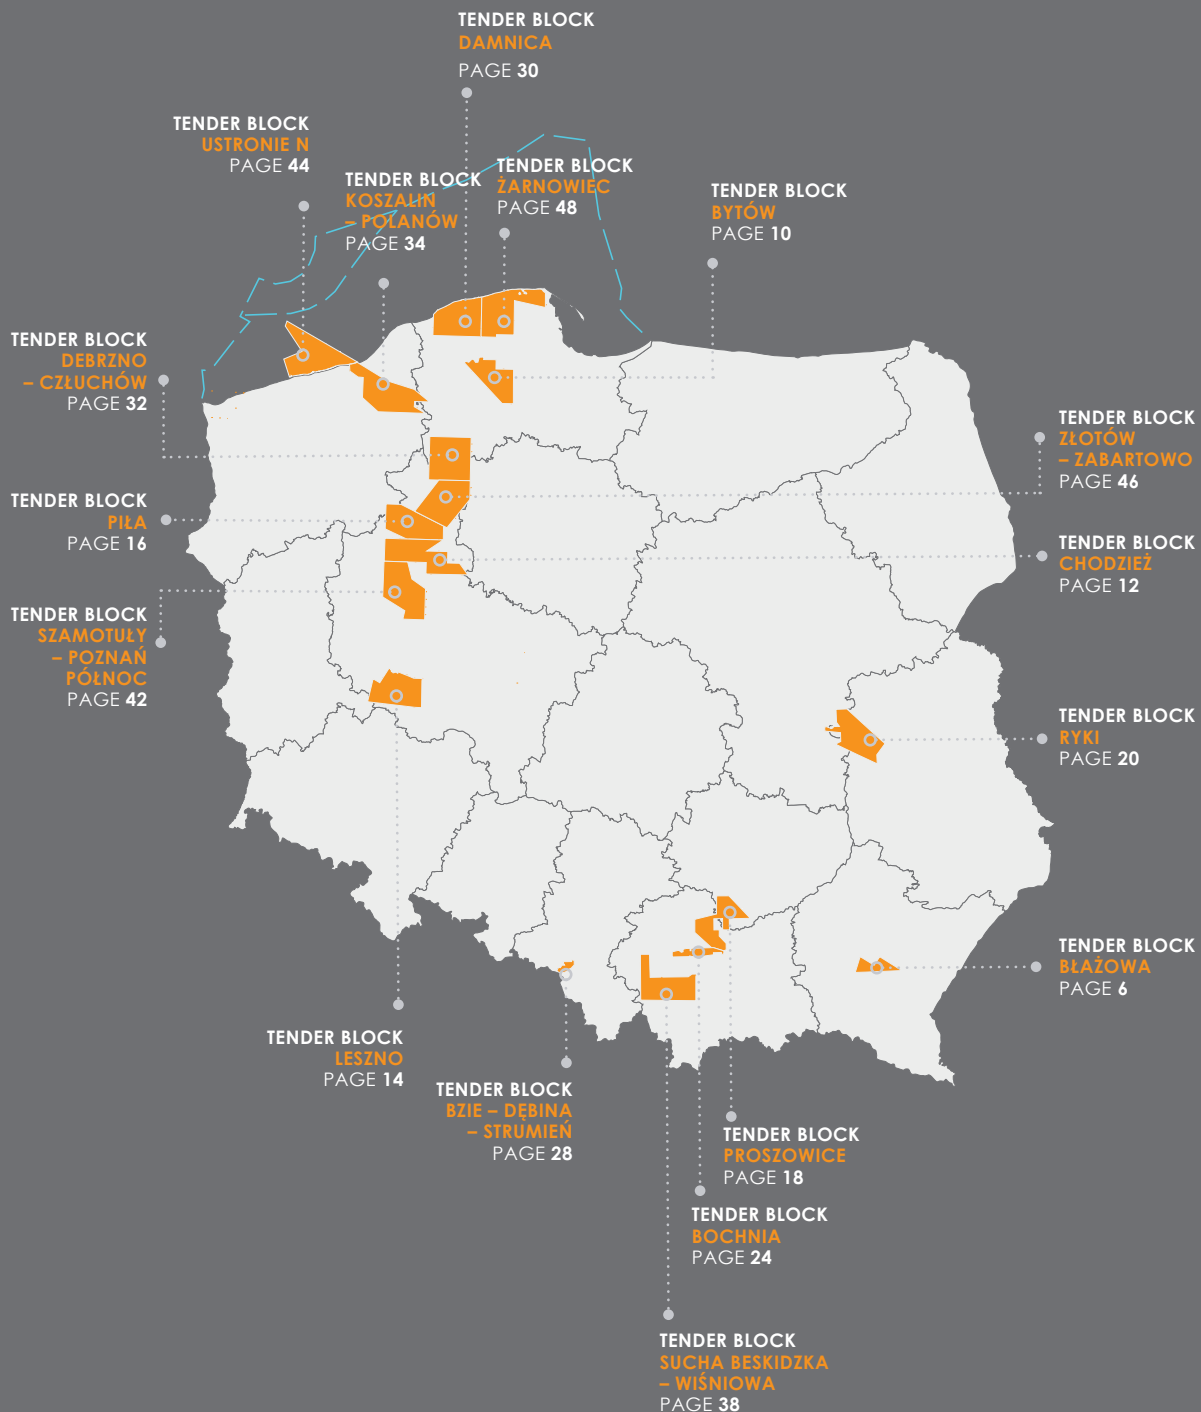 TENDER BLOCK
DAMNICA
PAGE 30
TENDER BLOCK
USTRONIE N
PAGE 44
TENDER BLOCK
KOSZALIN
– POLANÓW
PAGE 34
TENDER BLOCK
ŻARNOWIEC
PAGE 48
TENDER BLOCK
BYTÓW
PAGE 10
TENDER BLOCK
DEBRZNO
– CZŁUCHÓW
PAGE 32
TENDER BLOCK
ZŁOTÓW
– ZABARTOWO
PAGE 46
TENDER BLOCK
PIŁA
PAGE 16
TENDER BLOCK
CHODZIEŻ
PAGE 12
TENDER BLOCK
SZAMOTUŁY
– POZNAŃ
PÓŁNOC
PAGE 42
TENDER BLOCK
RYKI
PAGE 20
TENDER BLOCK
BŁAŻOWA
PAGE 6
TENDER BLOCK
LESZNO
PAGE 14
TENDER BLOCK
BZIE – DĘBINA
– STRUMIEŃ
PAGE 28
TENDER BLOCK
PROSZOWICE
PAGE 18
TENDER BLOCK
BOCHNIA
PAGE 24
TENDER BLOCK
SUCHA BESKIDZKA
– WIŚNIOWA
PAGE 38